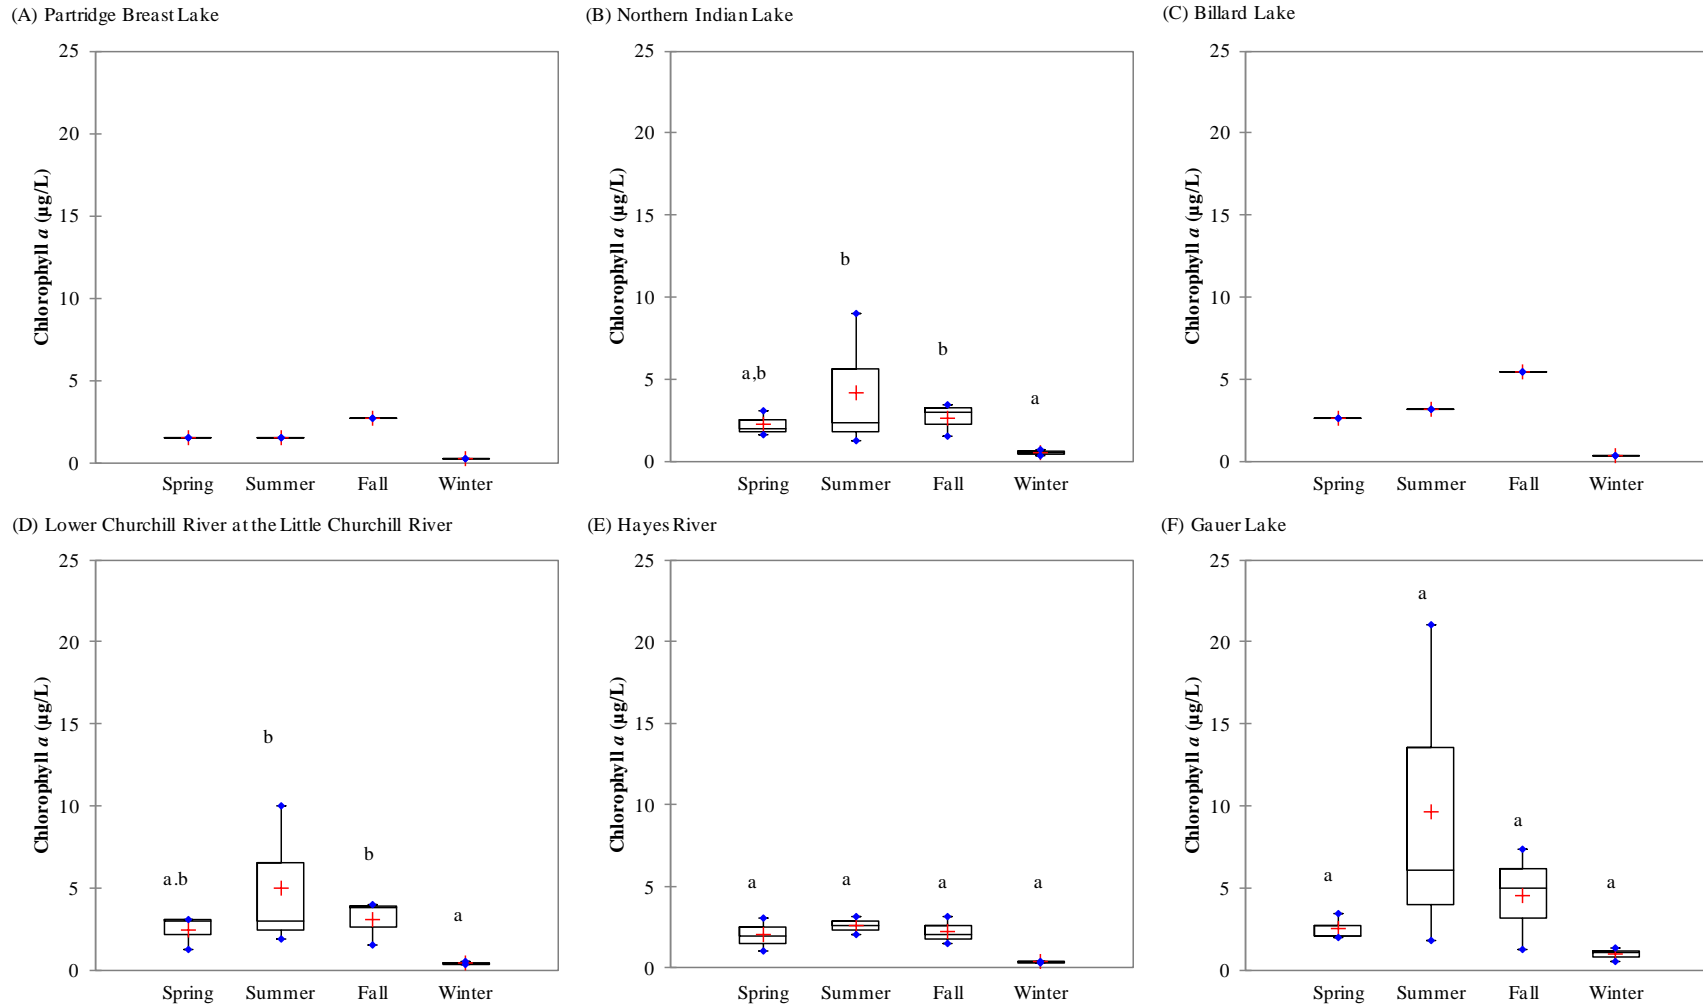 (A) Partridge Breast Lake
Chlorophyll a (µg/L)
25
20
15
10
5
0
Spring Summer Fall Winter
(B) Northern Indian Lake
Chlorophyll a (µg/L)
25
20
15
10
5
0
a,b
b
b
a
Spring Summer Fall Winter
(C) Billard Lake
Chlorophyll a (µg/L)
25
20
15
10
5
0
Spring Summer Fall Winter
(D) Lower Churchill River at the Little Churchill River
Chlorophyll a (µg/L)
25
20
15
10
5
0
a.b
b
b
a
Spring Summer Fall Winter
(E) Hayes River
Chlorophyll a (µg/L)
25
20
15
10
5
0
a
a
a
a
Spring Summer Fall Winter
(F) Gauer Lake
Chlorophyll a (µg/L)
25
20
15
10
5
0
a
a
a
a
Spring Summer Fall Winter